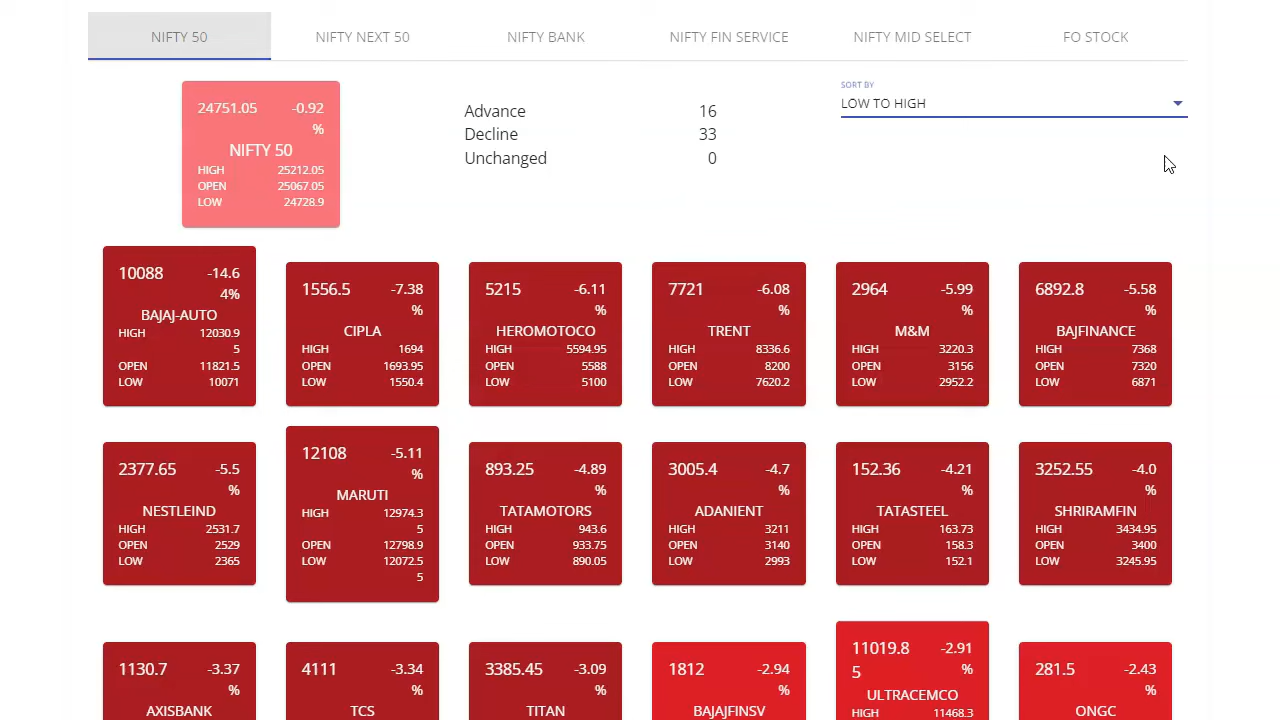 NIFTY 50 NIFTY NEXT 50 NIFTY BANK NIFTY FIN SERVICE NIFTY MID SELECT FO STOCK
24751.05 -0.92
%
NIFTY 50
HIGH 25212.05
OPEN 25067.05
LOW 24728.9
Advance 16
Decline 33
Unchanged 0
SORT BY
LOW TO HIGH
10088 -14.6
4%
BAJAJ-AUTO
HIGH 12030.9
5
OPEN 11821.5
LOW 10071
1556.5 -7.38
%
CIPLA
HIGH 1694
OPEN 1693.95
LOW 1550.4
5215 -6.11
%
HEROMOTOCO
HIGH 5594.95
OPEN 5588
LOW 5100
7721 -6.08
%
TRENT
HIGH 8336.6
OPEN 8200
LOW 7620.2
2964 -5.99
%
M&M
HIGH 3220.3
OPEN 3156
LOW 2952.2
6892.8 -5.58
%
BAJFINANCE
HIGH 7368
OPEN 7320
LOW 6871
2377.65 -5.5
%
NESTLEIND
HIGH 2531.7
OPEN 2529
LOW 2365
12108 -5.11
%
MARUTI
HIGH 12974.3
5
OPEN 12798.9
LOW 12072.5
5
893.25 -4.89
%
TATAMOTORS
HIGH 943.6
OPEN 933.75
LOW 890.05
3005.4 -4.7
%
ADANIENT
HIGH 3211
OPEN 3140
LOW 2993
152.36 -4.21
%
TATASTEEL
HIGH 163.73
OPEN 158.3
LOW 152.1
3252.55 -4.0
%
SHRIRAMFIN
HIGH 3434.95
OPEN 3400
LOW 3245.95
1130.7 -3.37
%
AXISBANK
4111 -3.34
%
TCS
3385.45 -3.09
%
TITAN
1812 -2.94
%
BAJAJFINSV
11019.8 -2.91
5 %
ULTRACEMCO
HIGH 11468.3
281.5 -2.43
%
ONGC